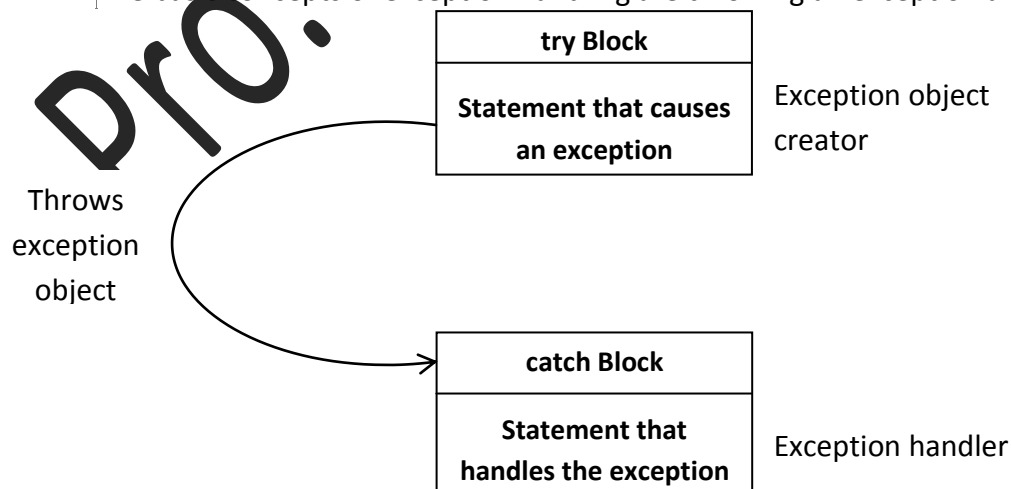 Pro.
try Block
Statement that causes
an exception
Exception object
creator
Throws
exception
object
catch Block
Statement that
handles the exception
Exception handler